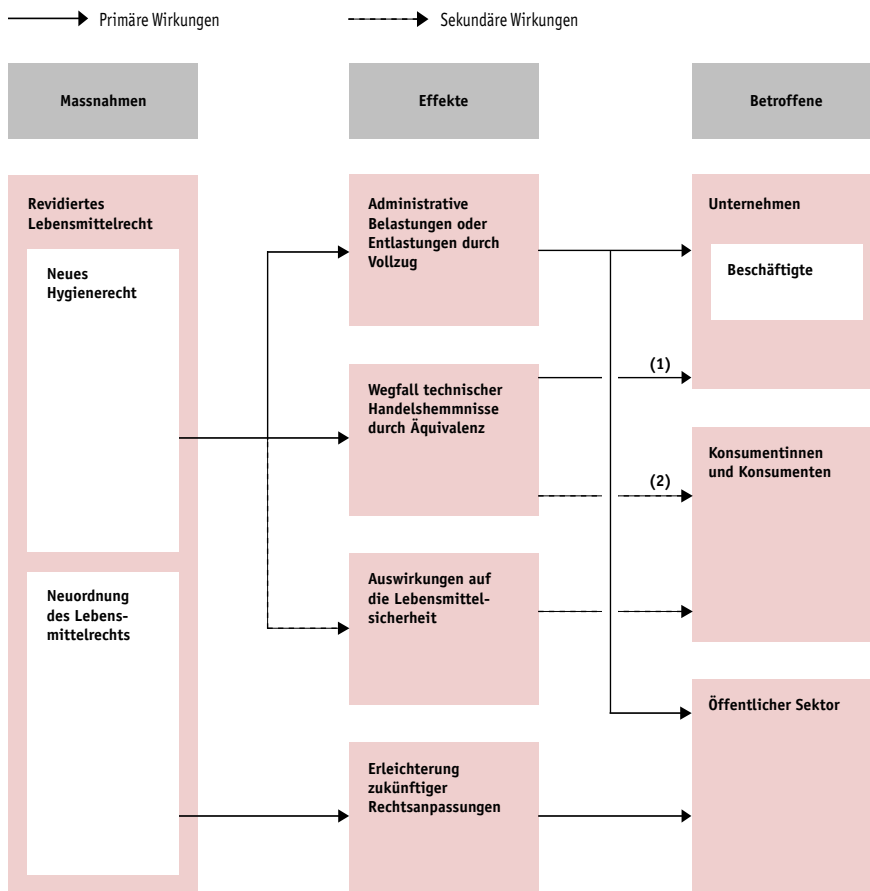 Primäre Wirkungen
Sekundäre Wirkungen
Massnahmen
Effekte
Betroffene
Revidiertes
Lebensmittelrecht
Neues
Hygienerecht
Neuordnung
des Lebens-
mittelrechts
Administrative
Belastungen oder
Entlastungen durch
Vollzug
Wegfall technischer
Handelshemmnisse
durch Äquivalenz
Auswirkungen auf
die Lebensmittel-
sicherheit
Erleichterung
zukünftiger
Rechtsanpassungen
(1)
(2)
Unternehmen
Beschäftigte
Konsumentinnen
und Konsumenten
Öffentlicher Sektor